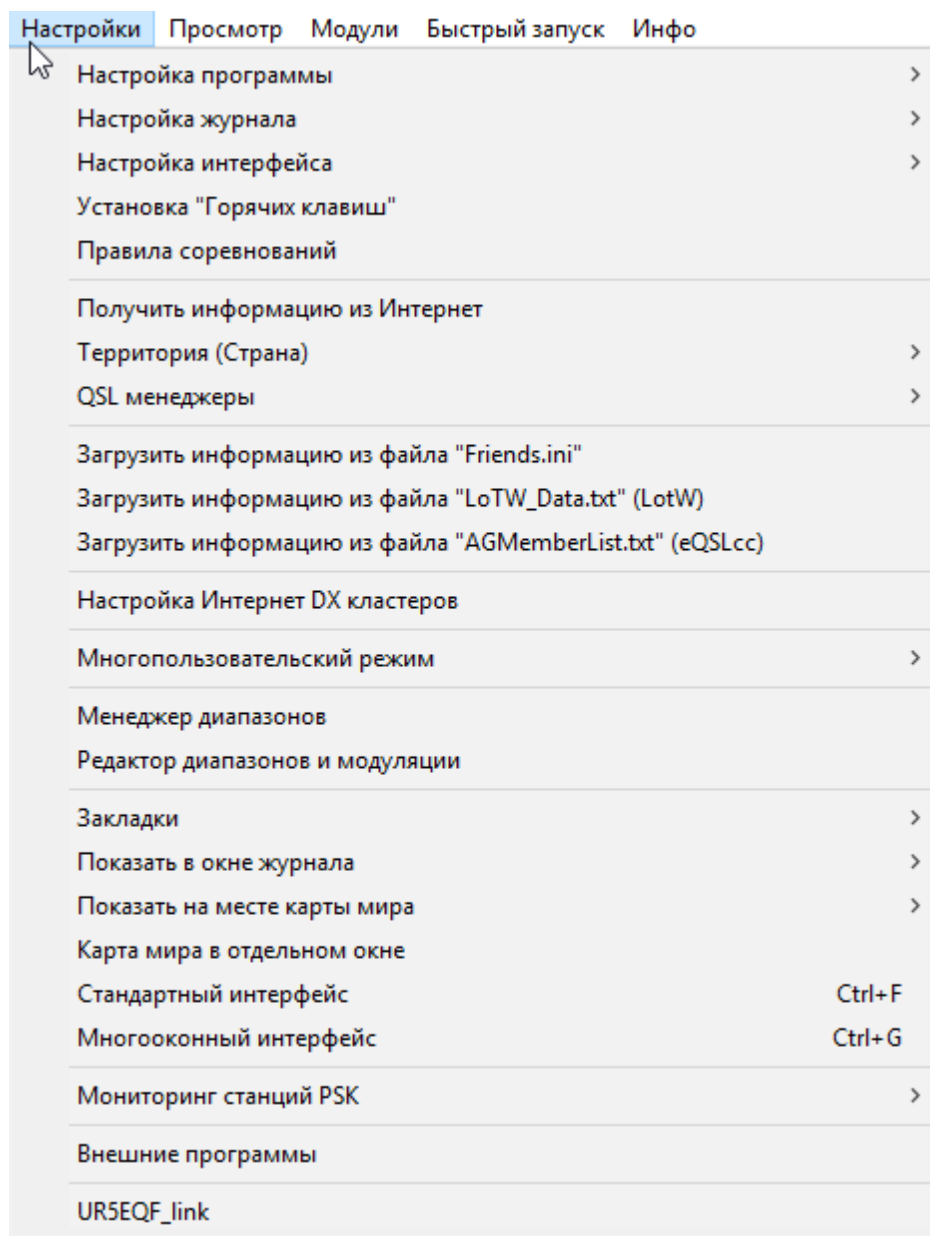 Настройки Просмотр Модули Быстрый запуск Инфо
Настройка программы
Настройка журнала
Настройка интерфейса
Установка "Горячих клавиш"
Правила соревнований
Получить информацию из Интернет
Территория (Страна)
QSL менеджеры
Загрузить информацию из файла "Friends.ini"
Загрузить информацию из файла "LoTW_Data.txt" (LotW)
Загрузить информацию из файла "AGMemberList.txt" (eQSLcc)
Настройка Интернет DX кластеров
Многопользовательский режим
Менеджер диапазонов
Редактор диапазонов и модуляции
Закладки
Показать в окне журнала
Показать на месте карты мира
Карта мира в отдельном окне
Стандартный интерфейс Ctrl+F
Многооконный интерфейс Ctrl+G
Мониторинг станций PSK
Внешние программы
UR5EQF_link